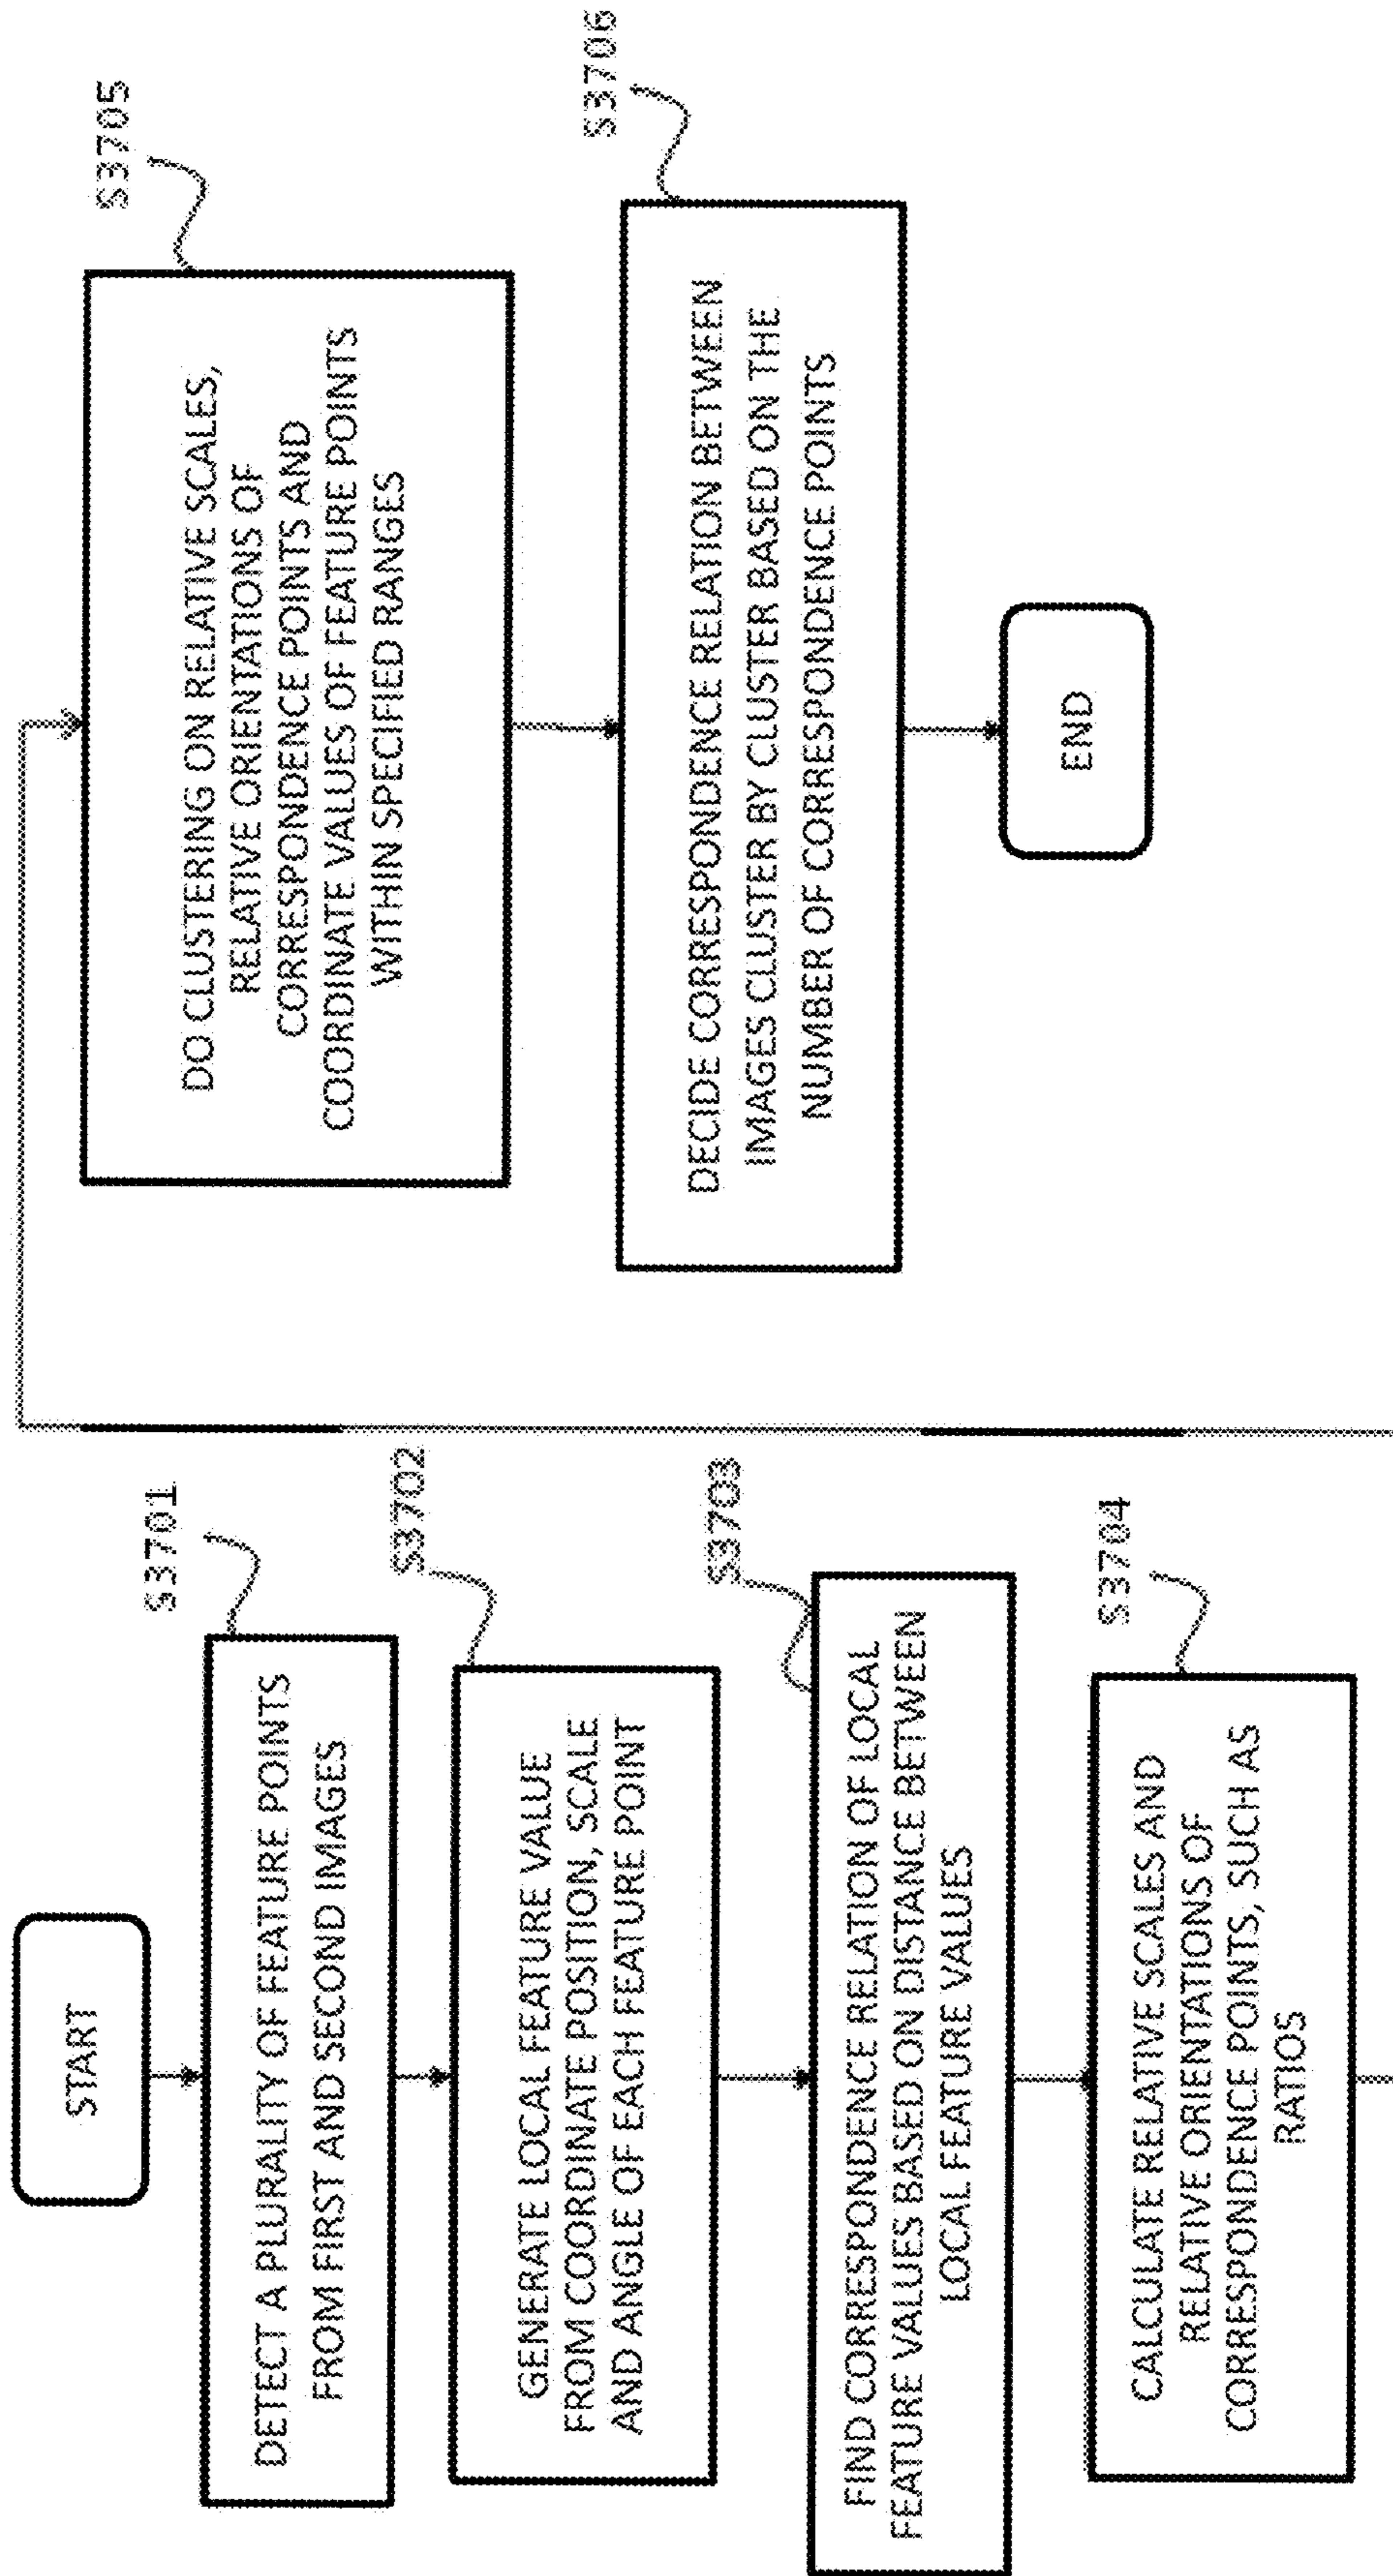 START
S3701
DETECT A PLURALITY OF FEATURE POINTS
FROM FIRST AND SECOND IMAGES
S3702
GENERATE LOCAL FEATURE VALUE
FROM COORDINATE POSITION, SCALE
AND ANGLE OF EACH FEATURE POINT
S3703
FIND CORRESPONDENCE RELATION OF LOCAL
FEATURE VALUES BASED ON DISTANCE BETWEEN
LOCAL FEATURE VALUES
S3704
CALCULATE RELATIVE SCALES AND
RELATIVE ORIENTATIONS OF
CORRESPONDENCE POINTS, SUCH AS
RATIOS
S3705
DO CLUSTERING ON RELATIVE SCALES,
RELATIVE ORIENTATIONS OF
CORRESPONDENCE POINTS AND
COORDINATE VALUES OF FEATURE POINTS
WITHIN SPECIFIED RANGES
S3706
DECIDE CORRESPONDENCE RELATION BETWEEN
IMAGES CLUSTER BY CLUSTER BASED ON THE
NUMBER OF CORRESPONDENCE POINTS
END